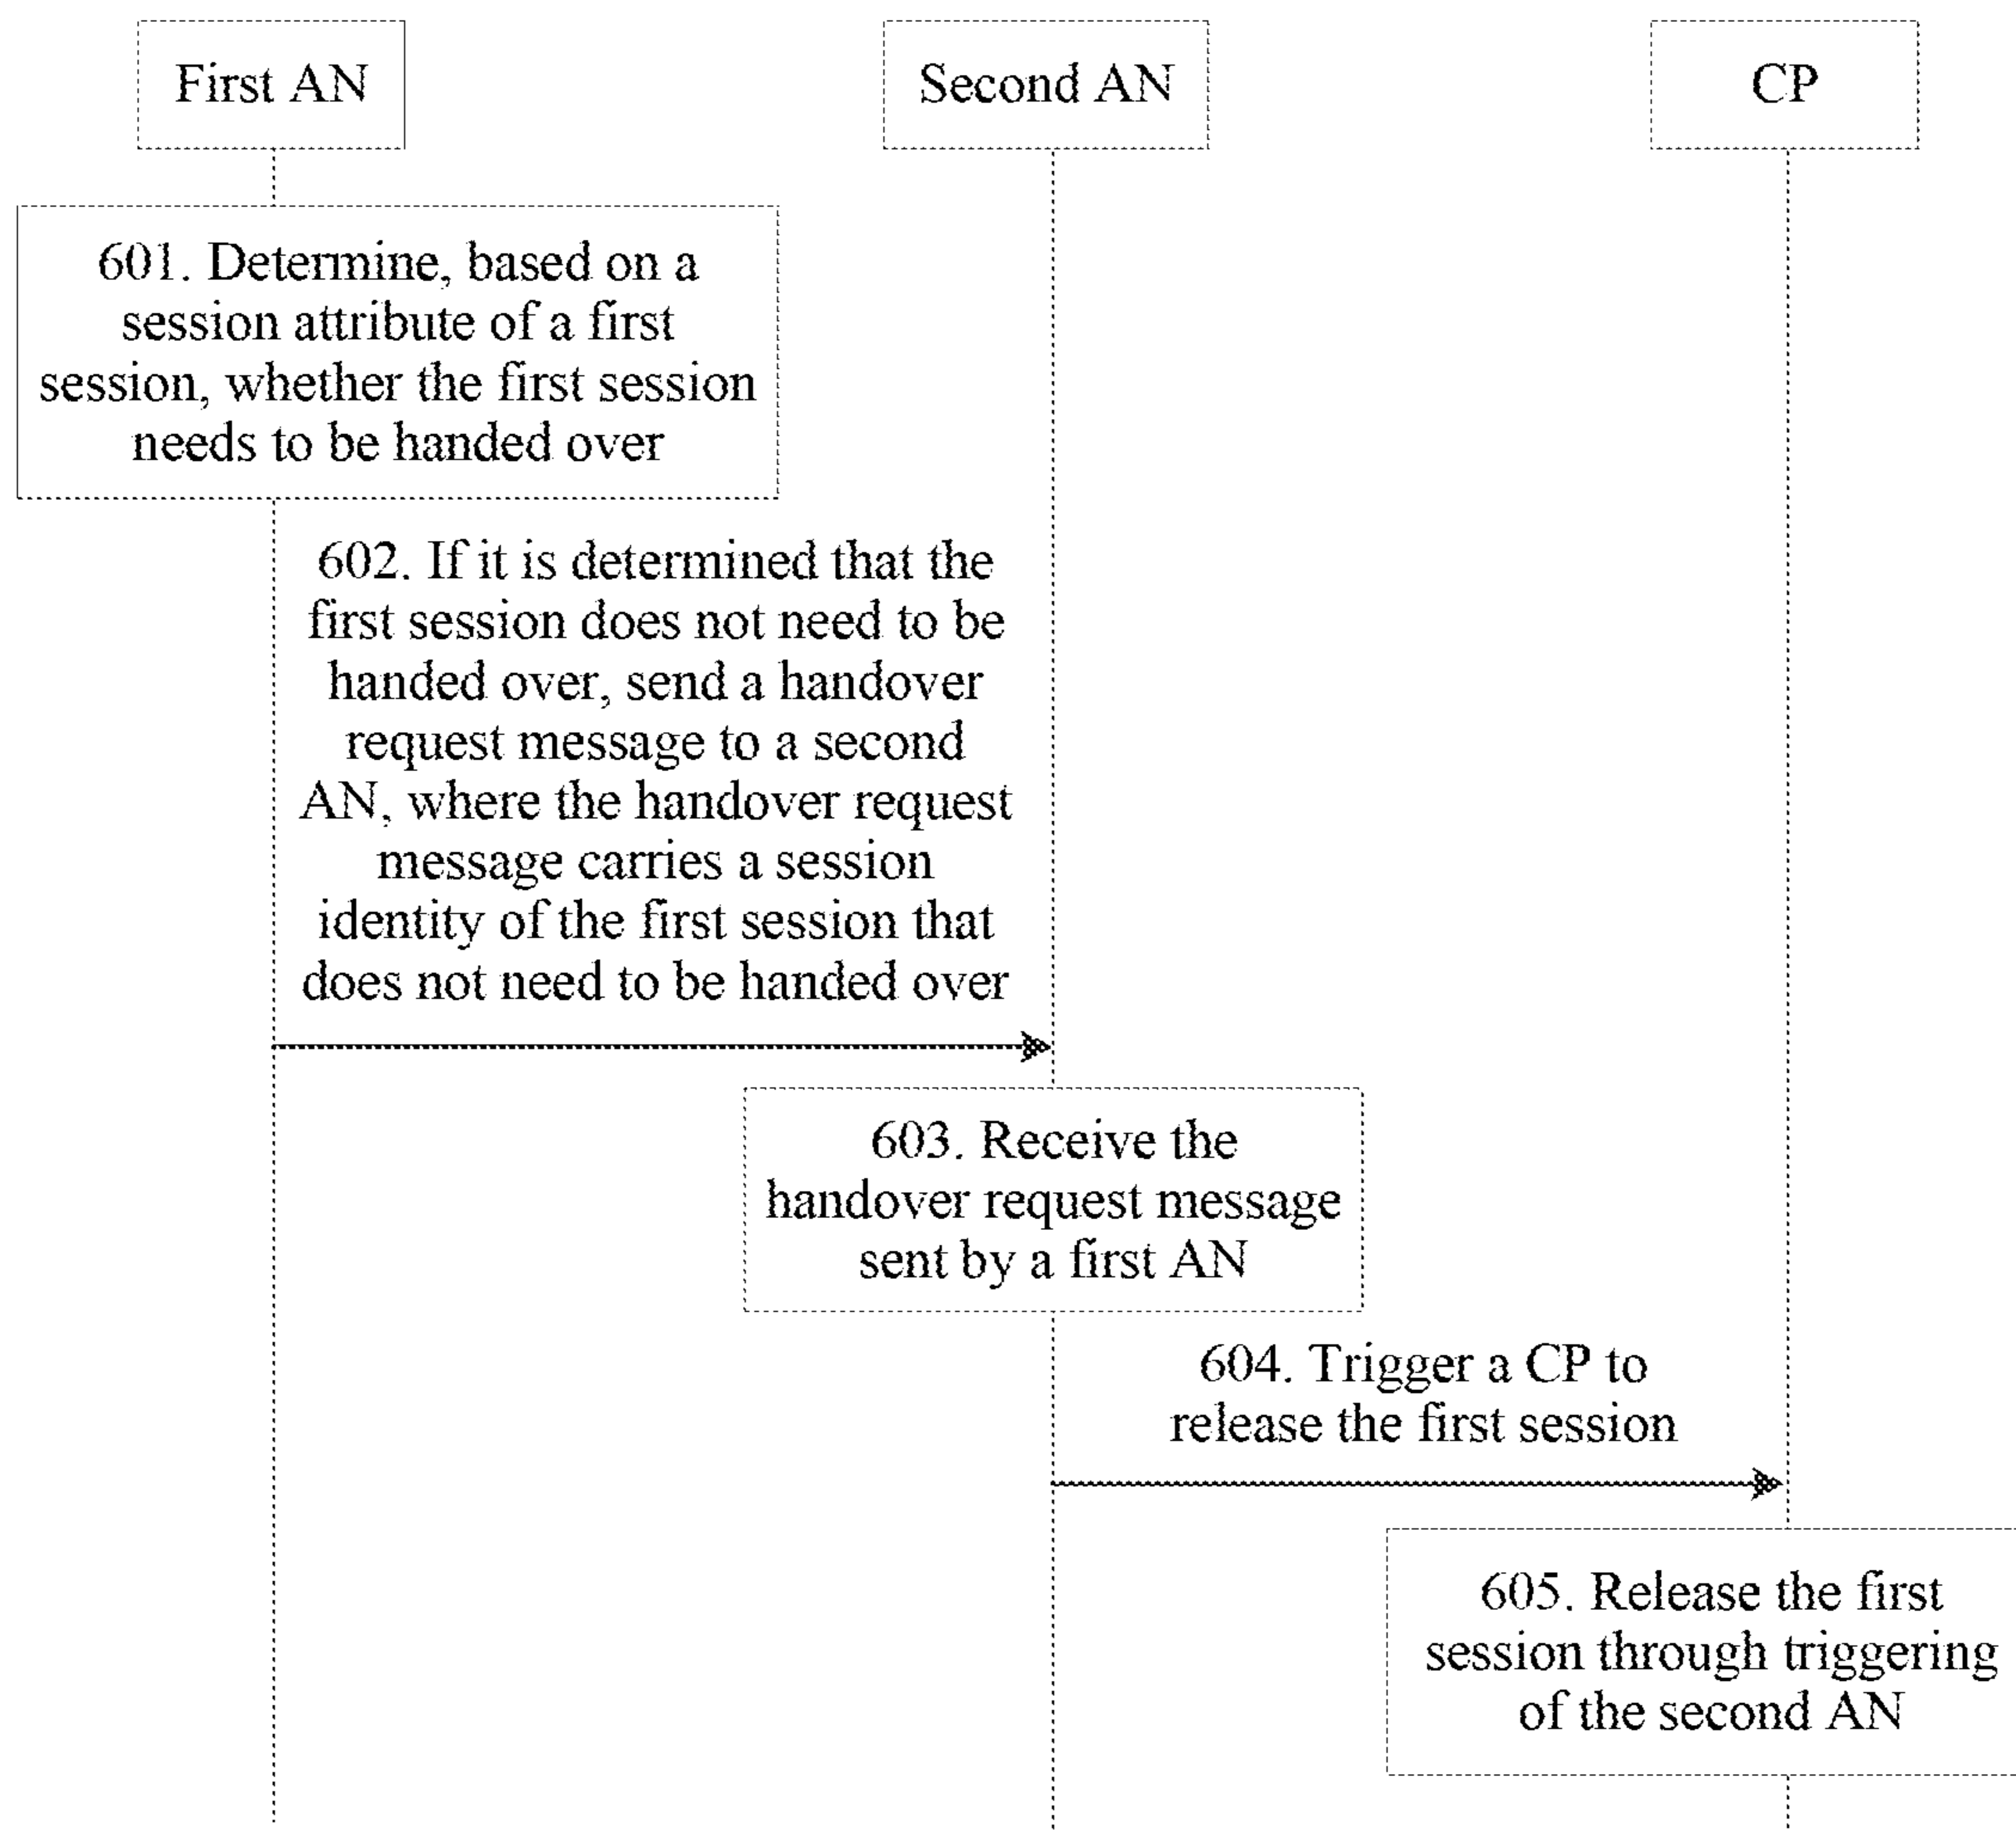 First AN
Second AN
CP
601. Determine, based on a
session attribute of a first
session, whether the first session
needs to be handed over
602. If it is determined that the
first session does not need to be
handed over, send a handover
request message to a second
AN, where the handover request
message carries a session
identity of the first session that
does not need to be handed over
603. Receive the
handover request message
sent by a first AN
604. Trigger a CP to
release the first session
605. Release the first
session through triggering
of the second AN